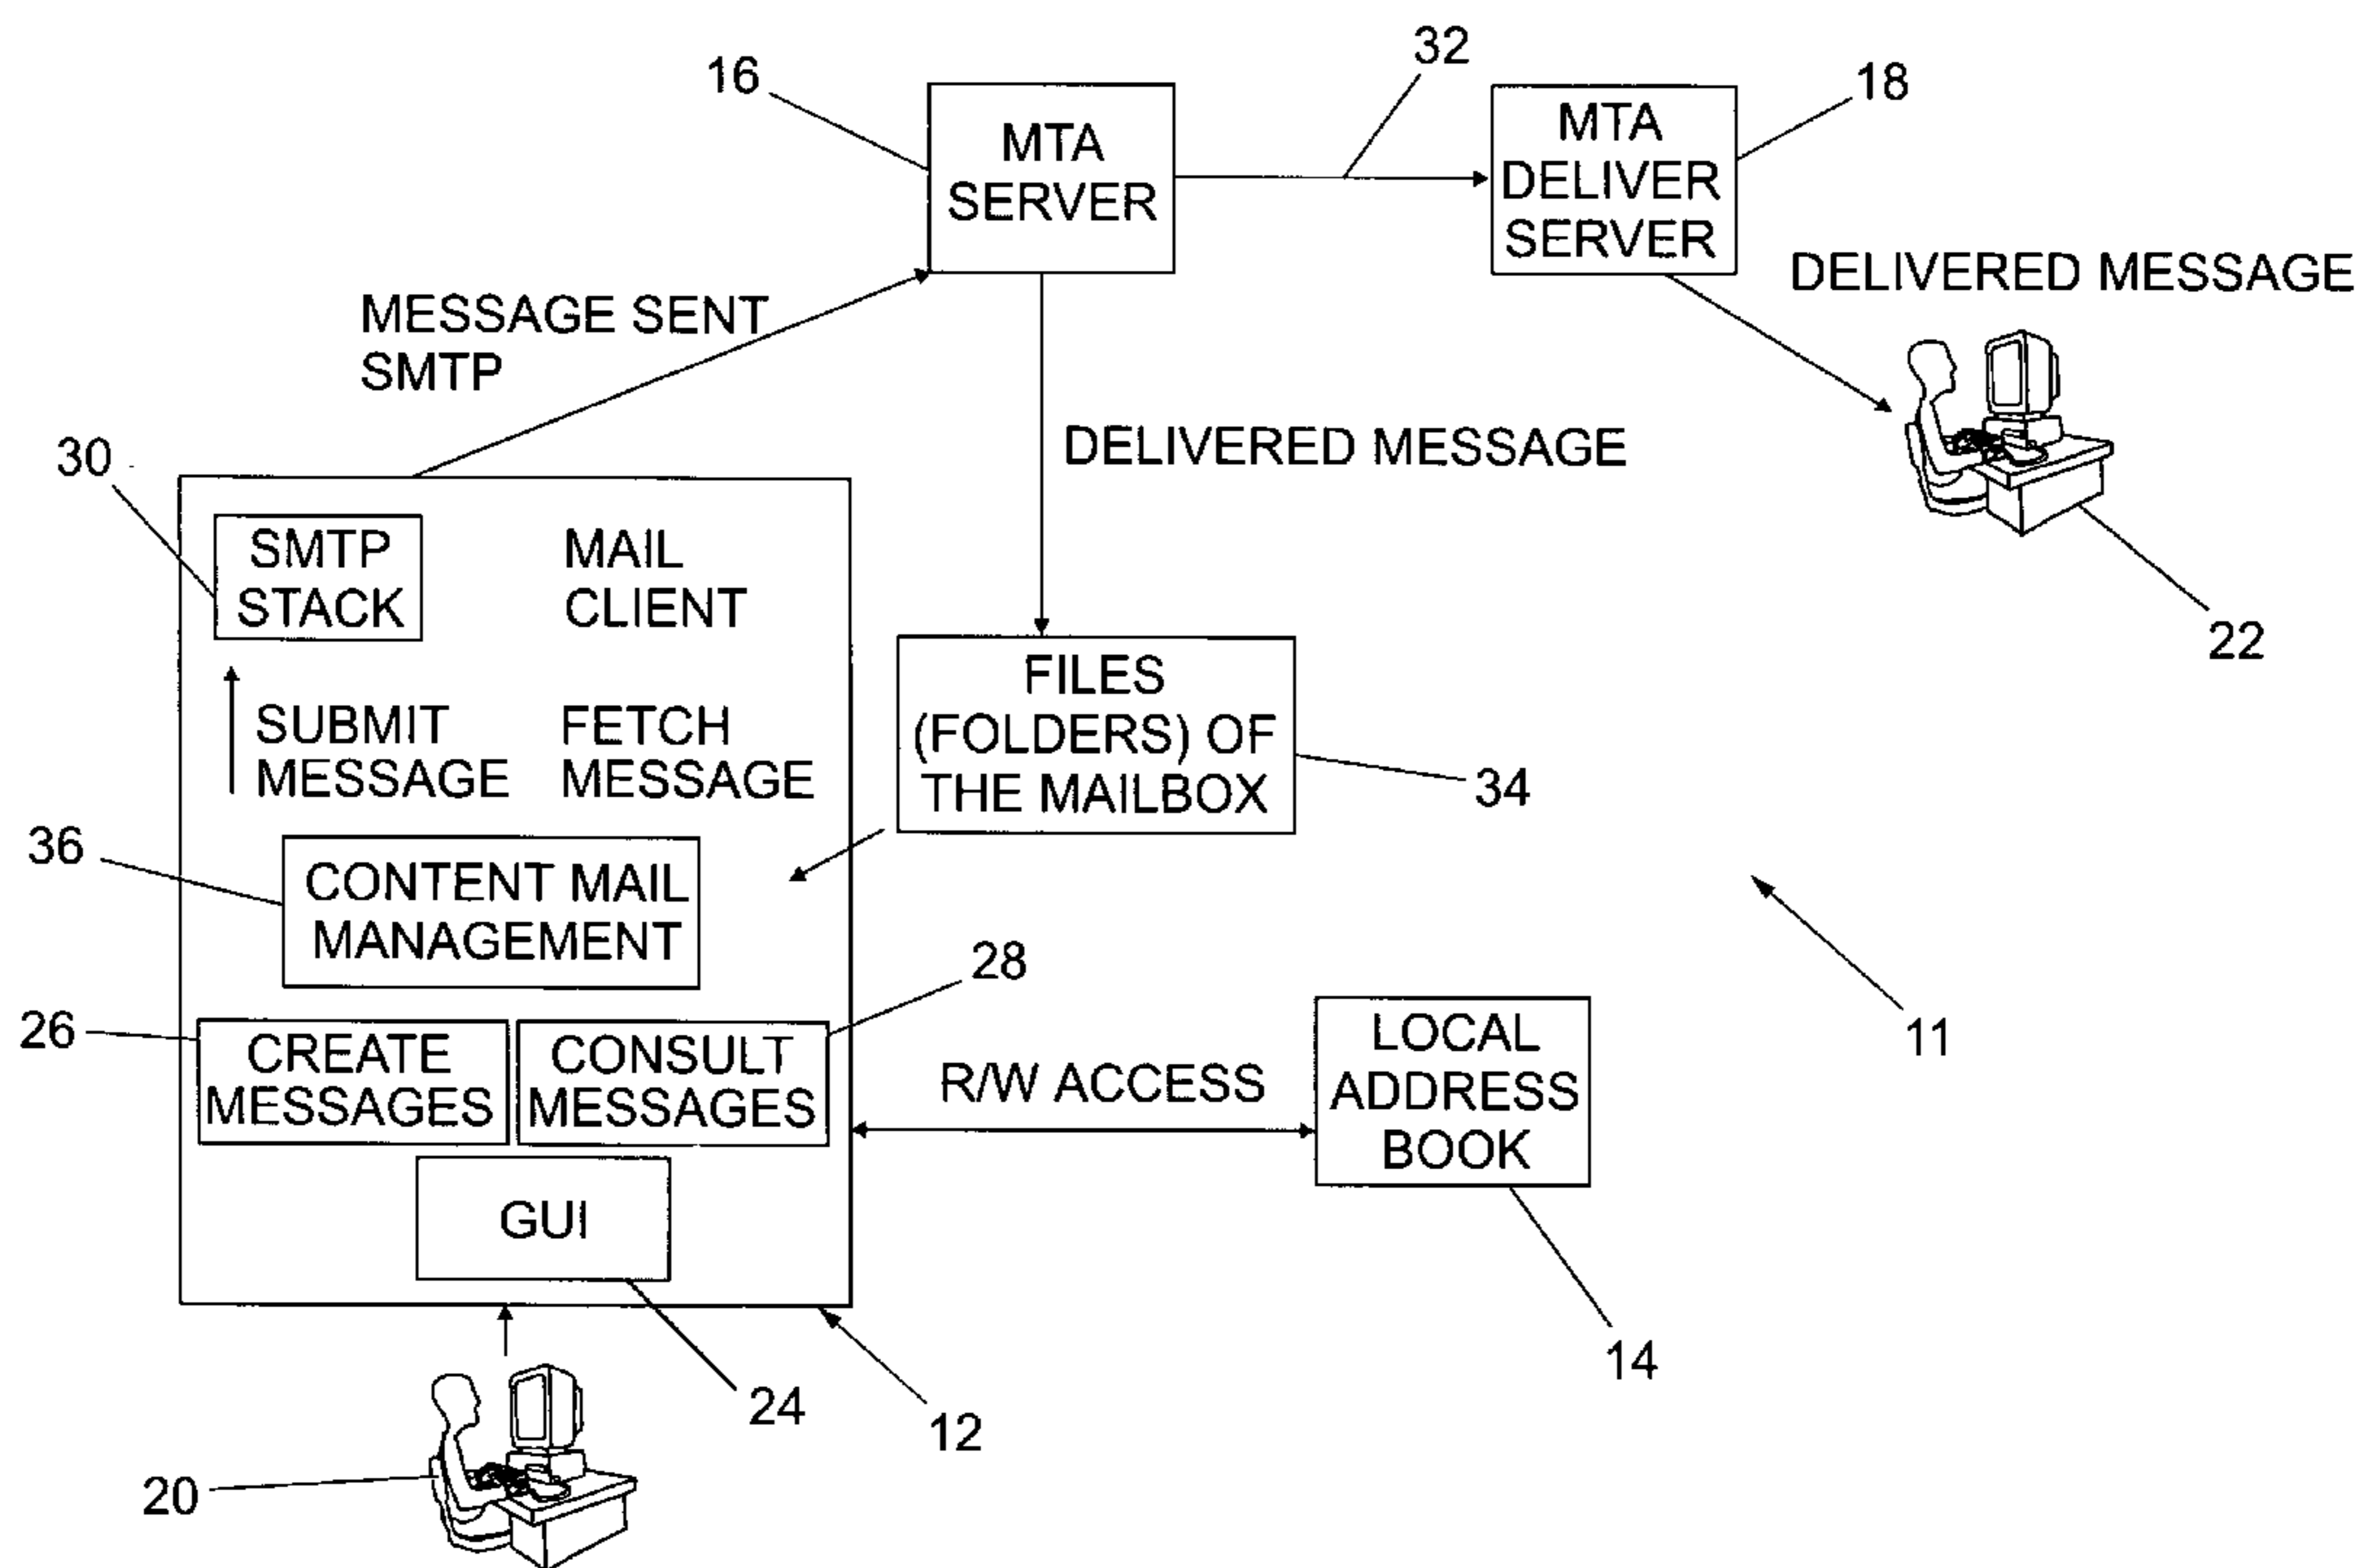 32
16
18
MTA
SERVER
MTA
DELIVER
SERVER
DELIVERED MESSAGE
MESSAGE SENT
SMTP
DELIVERED MESSAGE
30
SMTP
STACK
MAIL
CLIENT
22
FILES
(FOLDERS) OF
THE MAILBOX
34
SUBMIT
MESSAGE
FETCH
MESSAGE
36
CONTENT MAIL
MANAGEMENT
28
26
CREATE
MESSAGES
CONSULT
MESSAGES
R/W ACCESS
LOCAL
ADDRESS
BOOK
11
GUI
14
24
12
20